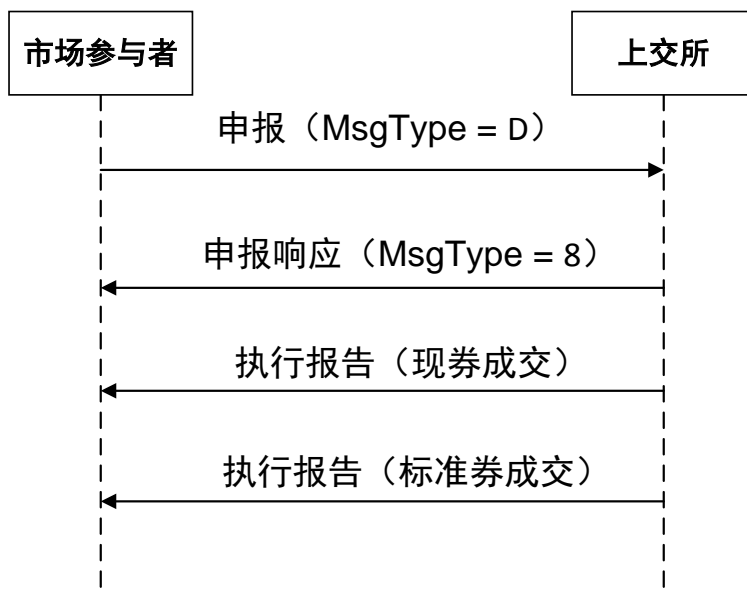 市场参与者
上交所
申报（MsgType = D）
申报响应（MsgType = 8）
执行报告（现券成交）
执行报告（标准券成交）